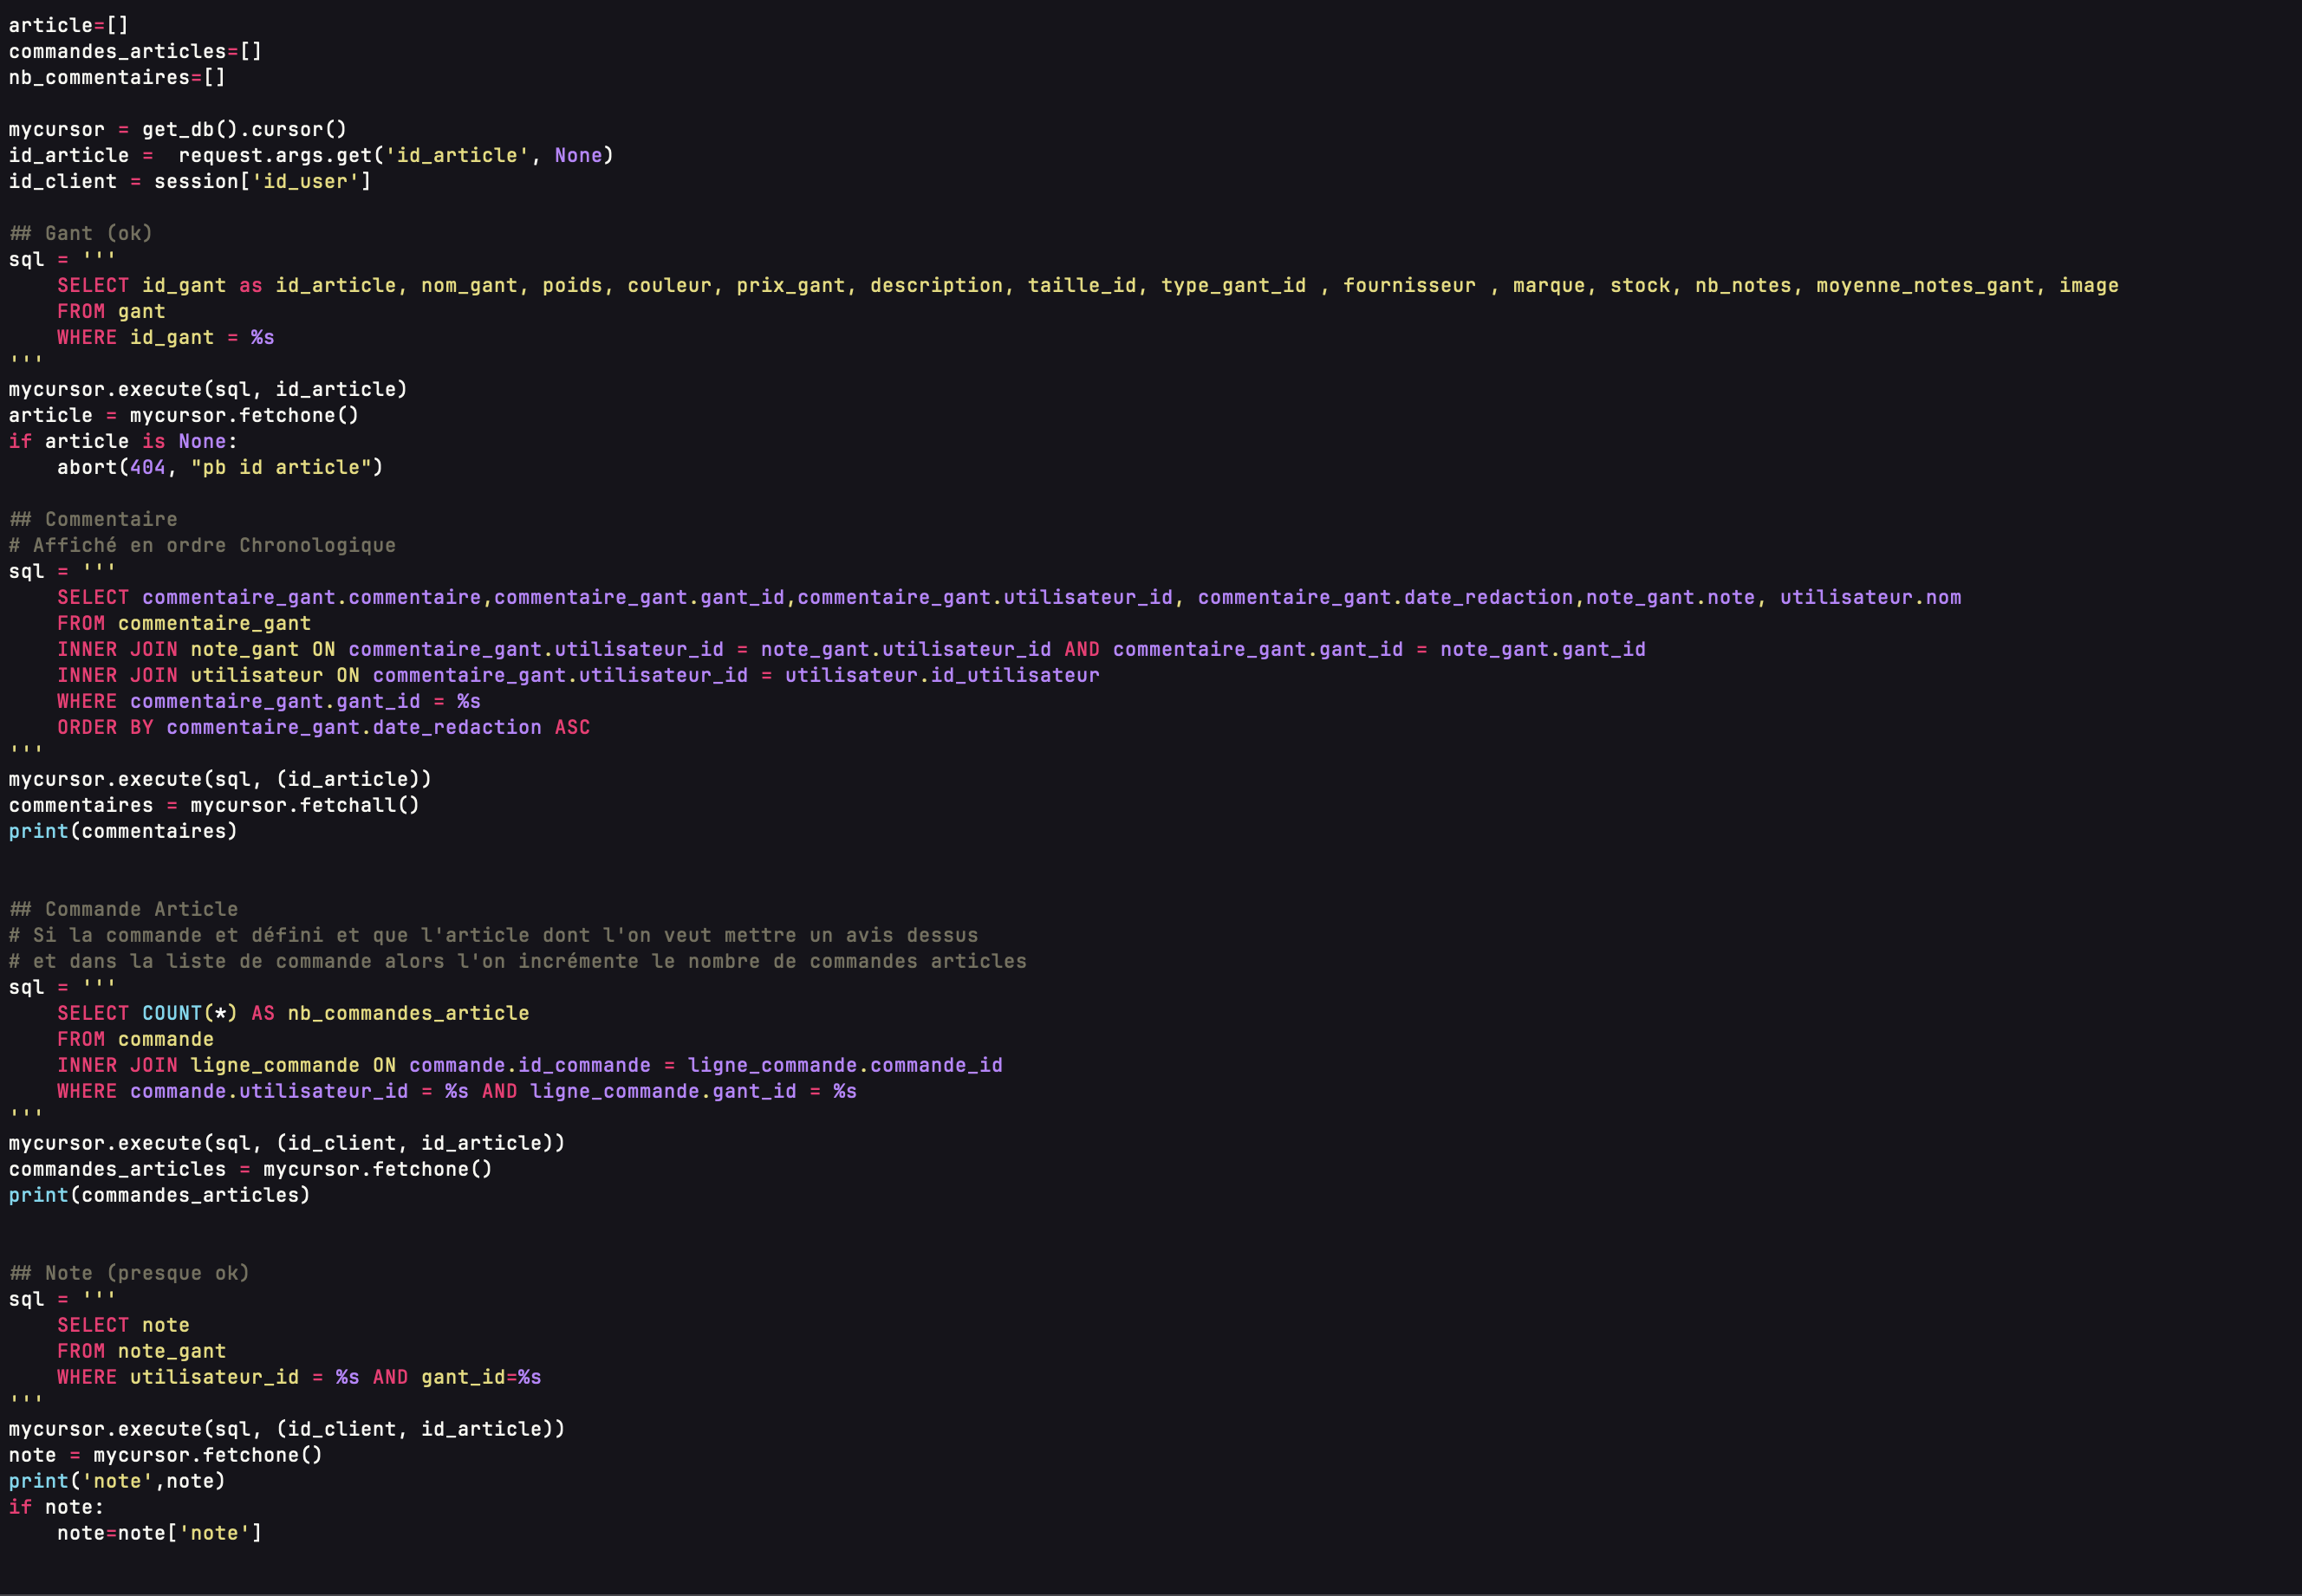 article=[]
commandes_articles=[]
nb_commentaires=[]
mycursor = get_db().cursor()
id_article =  request.args.get('id_article', None)
id_client = session['id_user']
## Gant (ok)
sql = '''
    SELECT id_gant as id_article, nom_gant, poids, couleur, prix_gant, description, taille_id, type_gant_id , fournisseur , marque, stock, nb_notes, moyenne_notes_gant, image
    FROM gant
    WHERE id_gant = %s
'''
mycursor.execute(sql, id_article)
article = mycursor.fetchone()
if article is None:
    abort(404, "pb id article")
## Commentaire
# Affiché en ordre Chronologique
sql = '''
    SELECT commentaire_gant.commentaire,commentaire_gant.gant_id,commentaire_gant.utilisateur_id, commentaire_gant.date_redaction,note_gant.note, utilisateur.nom
    FROM commentaire_gant
    INNER JOIN note_gant ON commentaire_gant.utilisateur_id = note_gant.utilisateur_id AND commentaire_gant.gant_id = note_gant.gant_id
    INNER JOIN utilisateur ON commentaire_gant.utilisateur_id = utilisateur.id_utilisateur
    WHERE commentaire_gant.gant_id = %s
    ORDER BY commentaire_gant.date_redaction ASC
'''
mycursor.execute(sql, (id_article))
commentaires = mycursor.fetchall()
print(commentaires)
## Commande Article
# Si la commande et défini et que l'article dont l'on veut mettre un avis dessus
# et dans la liste de commande alors l'on incrémente le nombre de commandes articles
sql = '''
    SELECT COUNT(*) AS nb_commandes_article
    FROM commande
    INNER JOIN ligne_commande ON commande.id_commande = ligne_commande.commande_id
    WHERE commande.utilisateur_id = %s AND ligne_commande.gant_id = %s
'''
mycursor.execute(sql, (id_client, id_article))
commandes_articles = mycursor.fetchone()
print(commandes_articles)
## Note (presque ok)
sql = '''
    SELECT note
    FROM note_gant
    WHERE utilisateur_id = %s AND gant_id=%s
'''
mycursor.execute(sql, (id_client, id_article))
note = mycursor.fetchone()
print('note',note)
if note:
    note=note['note']